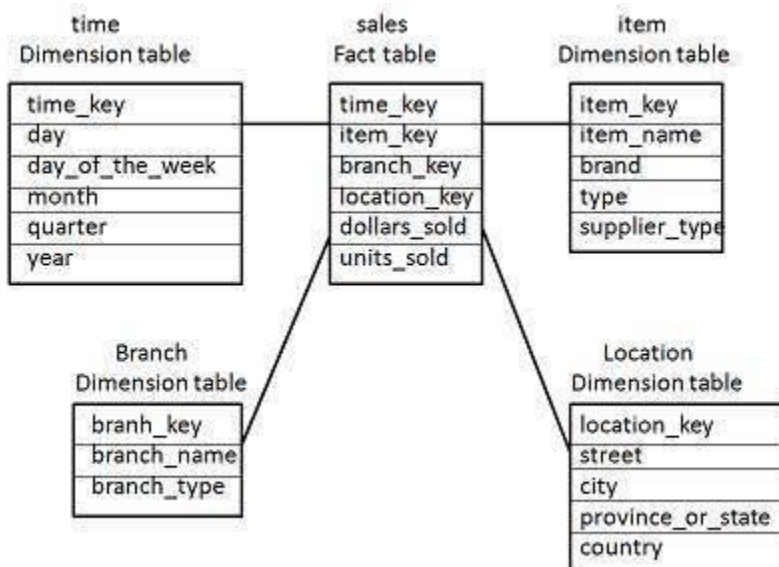 time
Dimension table
time_key
day
day_of_the_week
month
quarter
year
sales
Fact table
time_key
item_key
branch_key
location_key
dollars_sold
units_sold
item
Dimension table
item_key
item_name
brand
type
supplier_type
Branch
Dimension table
branh_key
branch_name
branch_type
Location
Dimension table
location_key
street
city
province_or_state
country